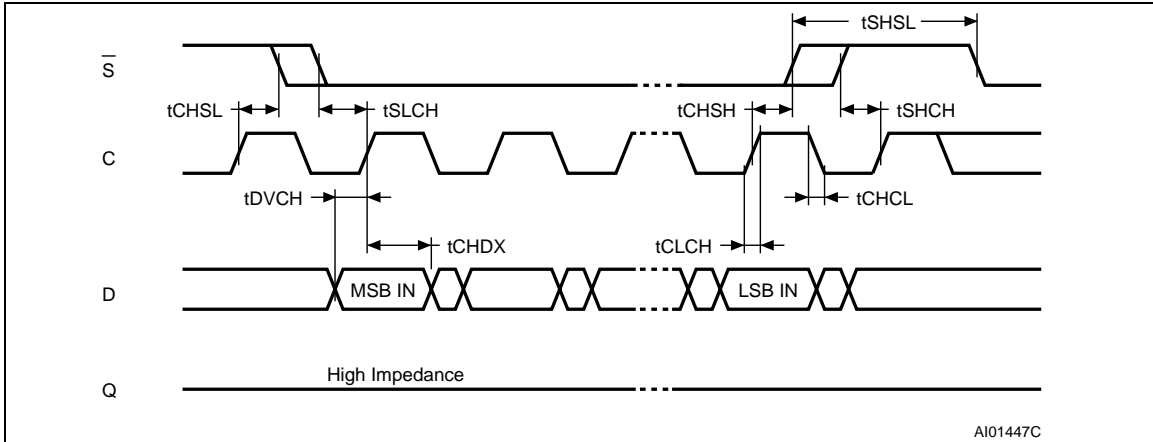 tSHSL
S
tCHSL
tSLCH
tCHSH
tSHCH
C
tDVCH
tCHCL
tCHDX
tCLCH
D
MSB IN
LSB IN
High Impedance
Q
AI01447C